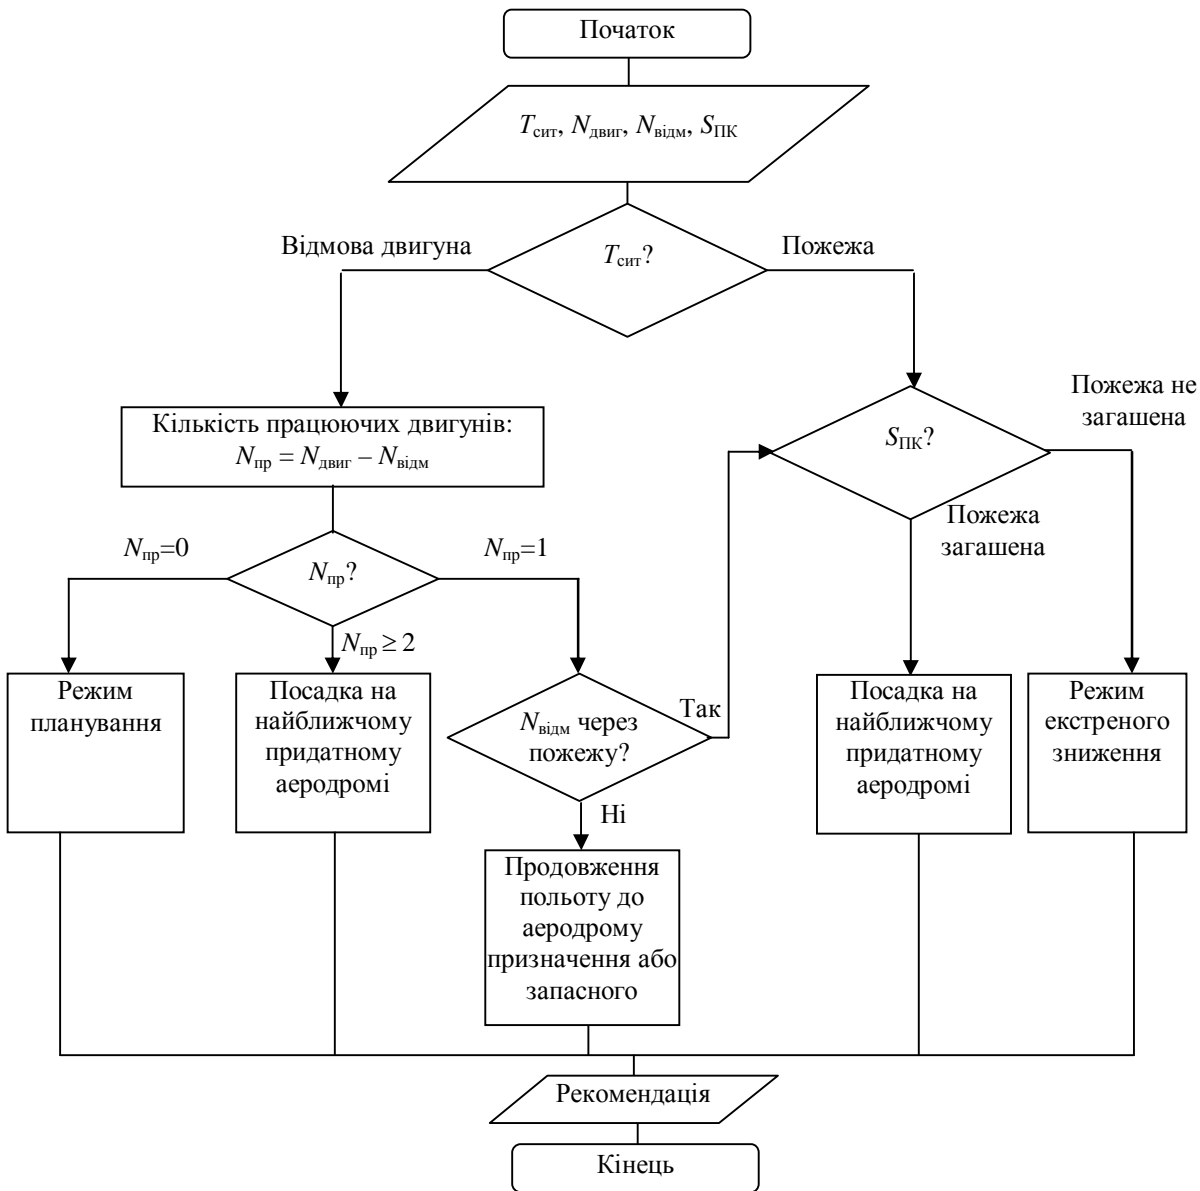 Початок
Tсит, Nдвиг, Nвідм, SПК
Відмова двигуна
Tсит?
Пожежа
Кількість працюючих двигунів:
Nпр = Nдвиг – Nвідм
SПК?
Пожежа не
загашена
Пожежа
загашена
Nпр=0
Nпр?
Nпр=1
Nпр ≥ 2
Режим
планування
Посадка на
найближчому
придатному
аеродромі
Nвідм через
пожежу?
Так
Ні
Посадка на
найближчому
придатному
аеродромі
Режим
екстреного
зниження
Продовження
польоту до
аеродрому
призначення або
запасного
Рекомендація
Кінець